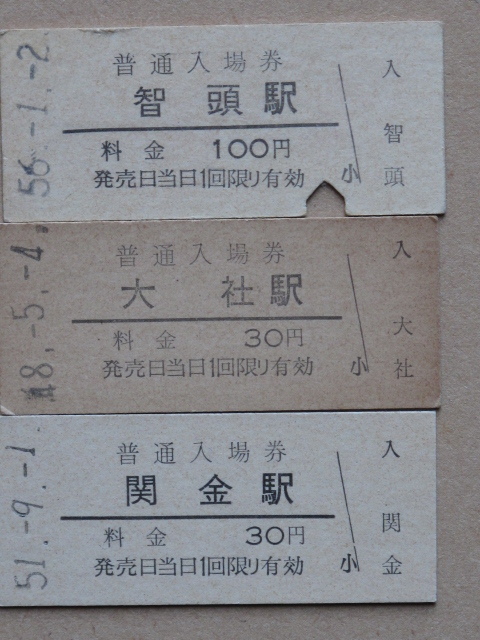 56.-1.-2
普通入場券
智頭駅
料金 100円
発売日当日1回限り有効
小
入
智頭
48.-5.-4.
普通入場券
大社駅
料金 30円
発売日当日1回限り有効
小
入
大社
51.-9.-1
普通入場券
関金駅
料金 30円
発売日当日1回限り有効
小
入
関金